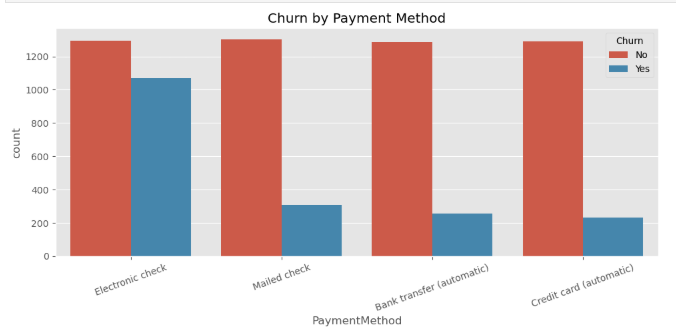 Churn by Payment Method
Churn
No
Yes
count
1200
1000
800
600
400
200
0
Electronic check
Mailed check
Bank transfer (automatic)
Credit card (automatic)
PaymentMethod